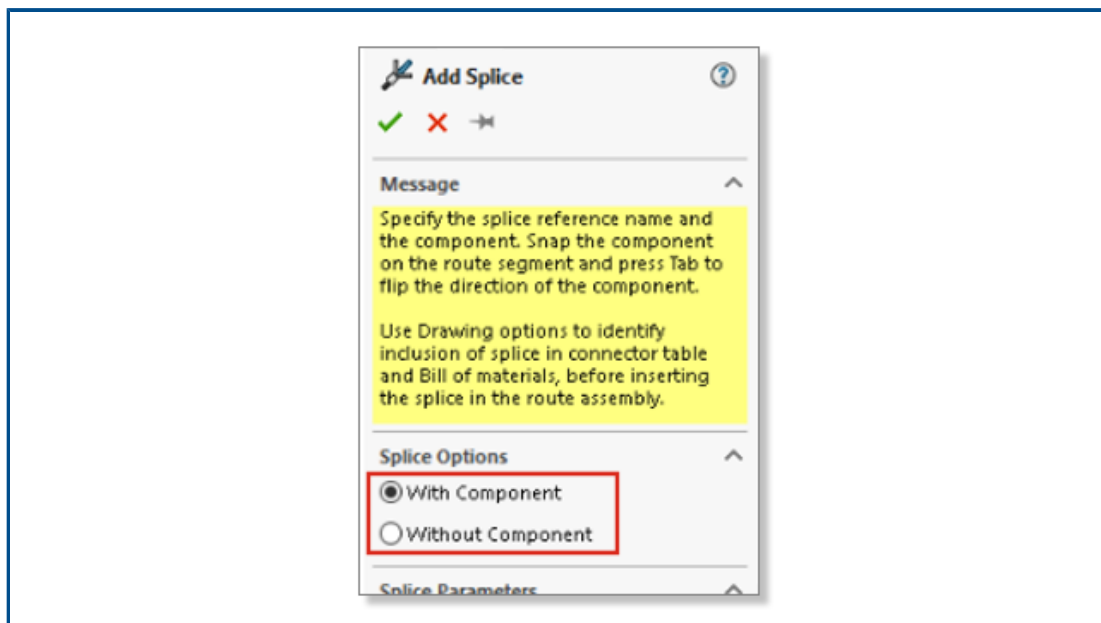 Add Splice
Message
Specify the splice reference name and
the component. Snap the component
on the route segment and press Tab to
flip the direction of the component.
Use Drawing options to identify
inclusion of splice in connector table
and Bill of materials, before inserting
the splice in the route assembly.
Splice Options
With Component
Without Component
Splice Parameters